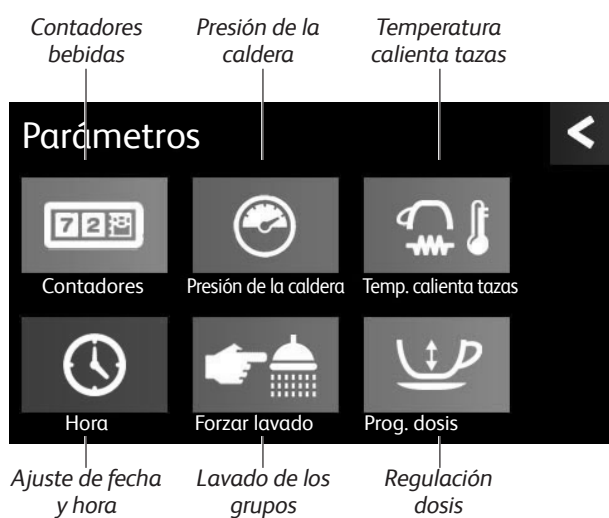 Contadores bebidas
Presión de la caldera
Temperatura calienta tazas
Parámetros
72
Contadores
Presión de la caldera
Temp. calienta tazas
Hora
Forzar lavado
Prog. dosis
Ajuste de fecha y hora
Lavado de los grupos
Regulación dosis